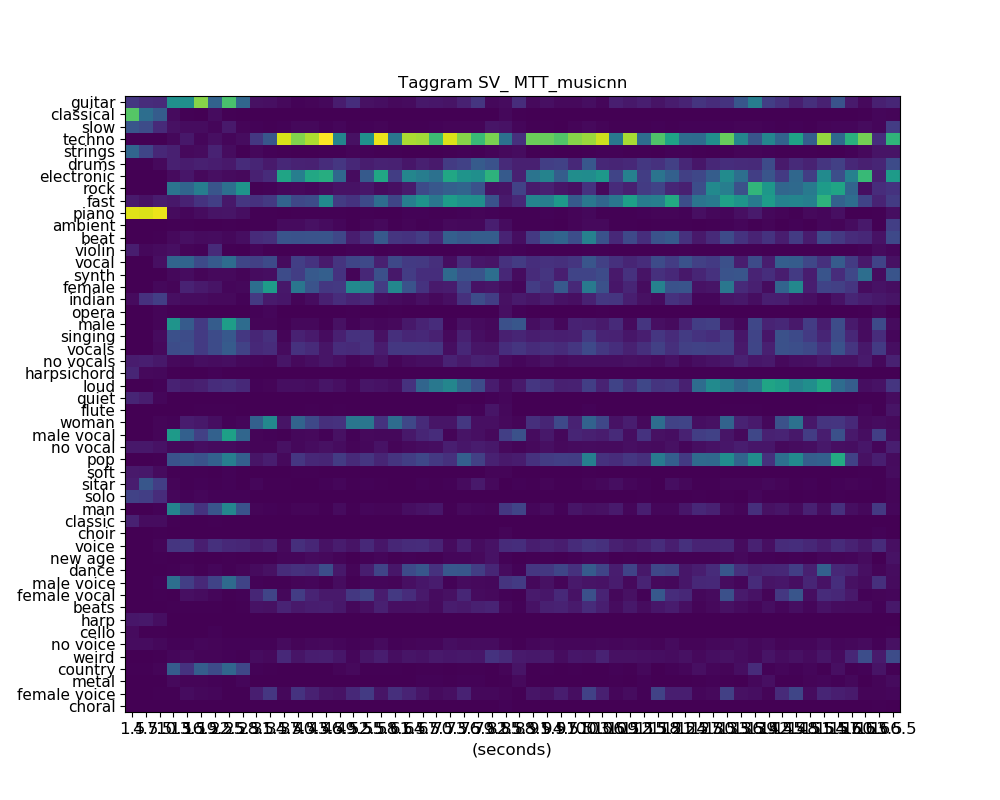 Taggram SV_ MTT_musicnn
guitar
classical
slow
techno
strings
drums
electronic
rock
fast
piano
ambient
beat
violin
vocal
synth
female
indian
opera
male
singing
vocals
no vocals
harpsichord
loud
quiet
flute
woman
male vocal
no vocal
pop
soft
sitar
solo
man
classic
choir
voice
new age
dance
male voice
female vocal
beats
harp
cello
no voice
weird
country
metal
female voice
choral
(seconds)